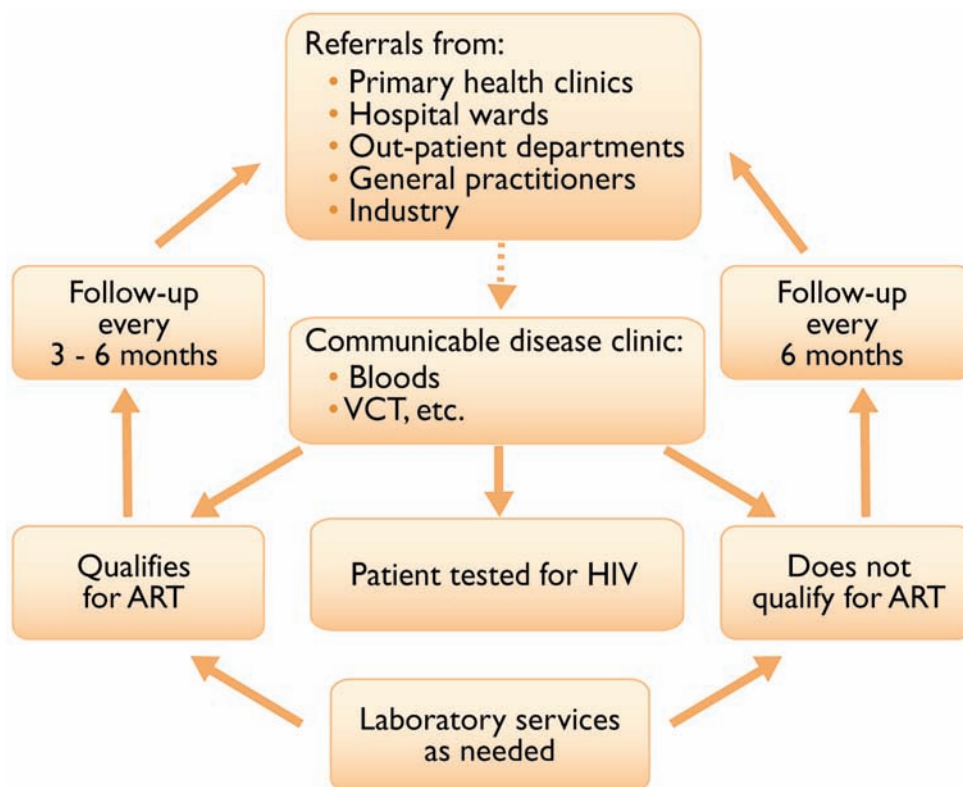 Referrals from:
• Primary health clinics
• Hospital wards
• Out-patient departments
• General practitioners
• Industry
Follow-up
every
3 - 6 months
Communicable disease clinic:
• Bloods
• VCT, etc.
Follow-up
every
6 months
Qualifies
for ART
Patient tested for HIV
Does not
qualify for ART
Laboratory services
as needed